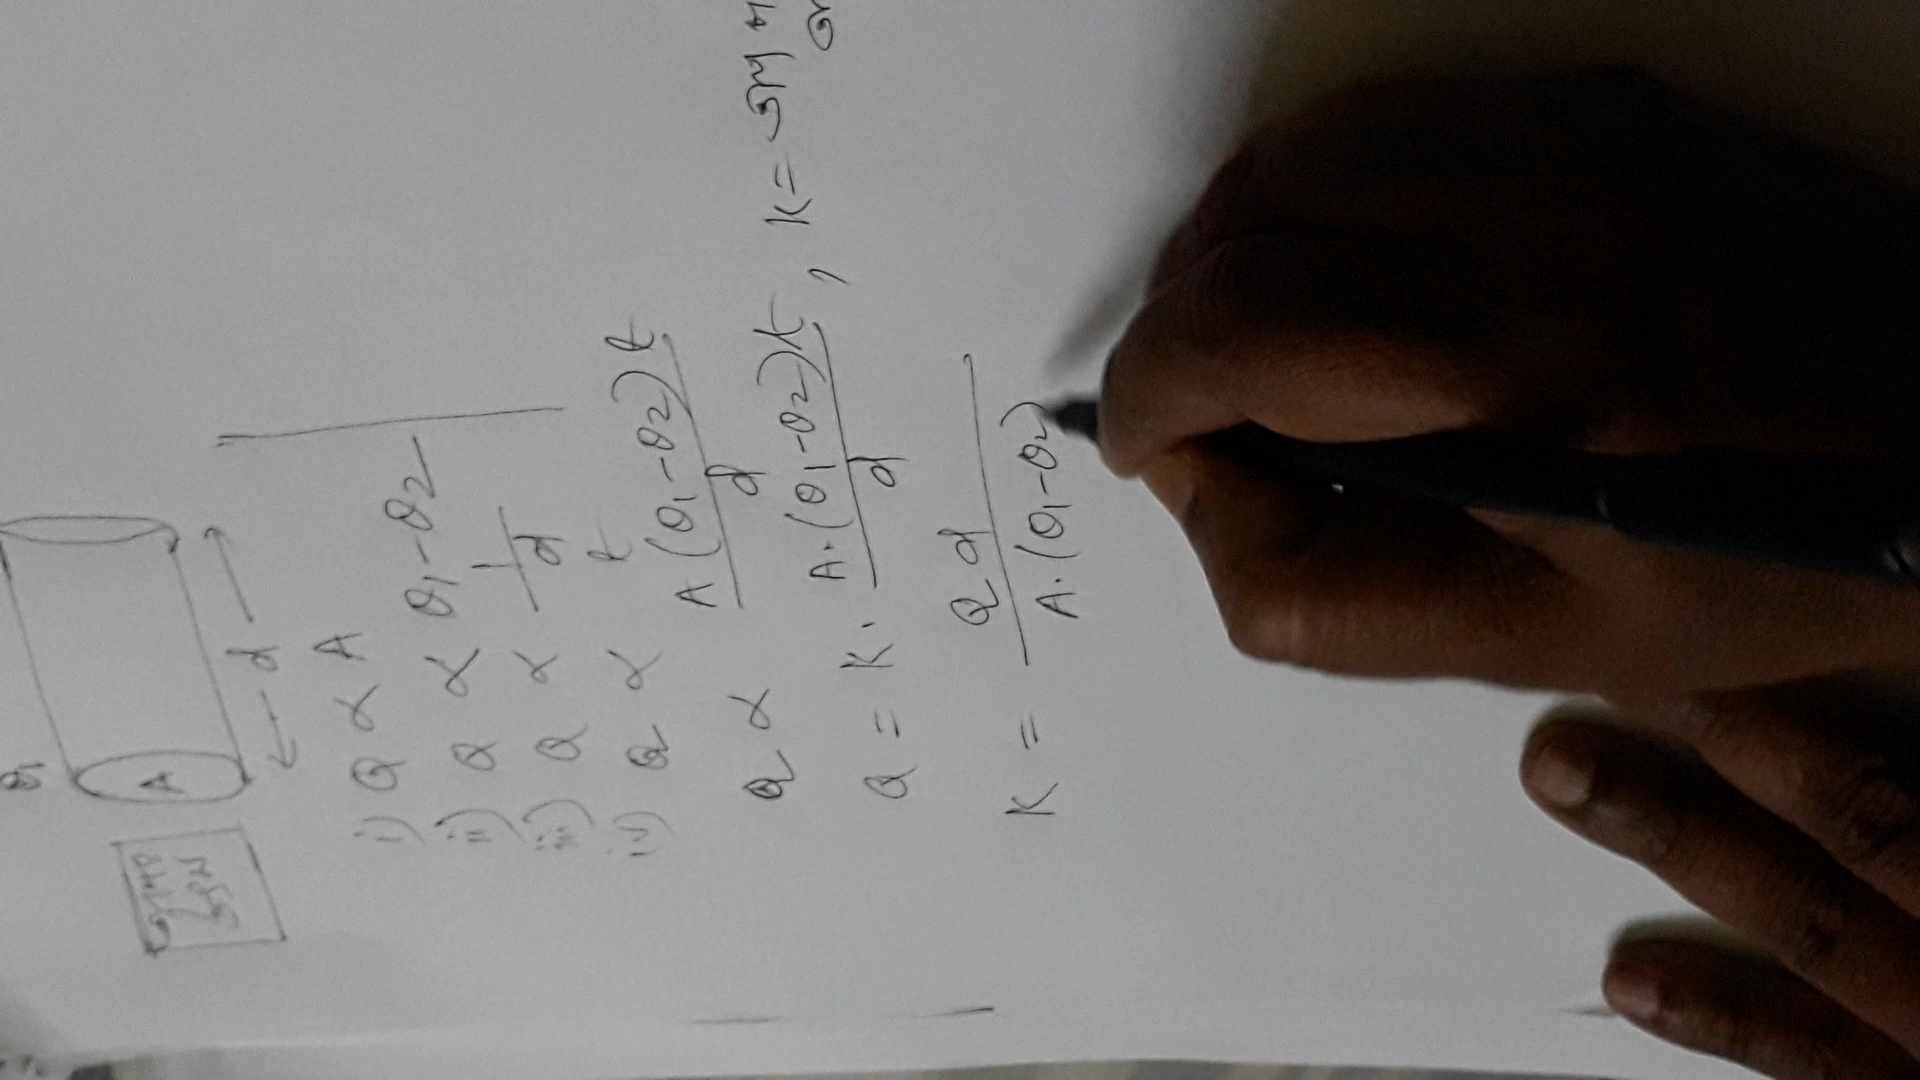 θ₁
A
← d →
i) Q ∝ A
ii) Q ∝ θ₁-θ₂
iii) Q ∝ 1/d
iv) Q ∝ t
Q ∝ A(θ₁-θ₂)t/d
Q = K. A.(θ₁-θ₂)t/d , K =
K = Qd/A.(θ₁-θ₂)